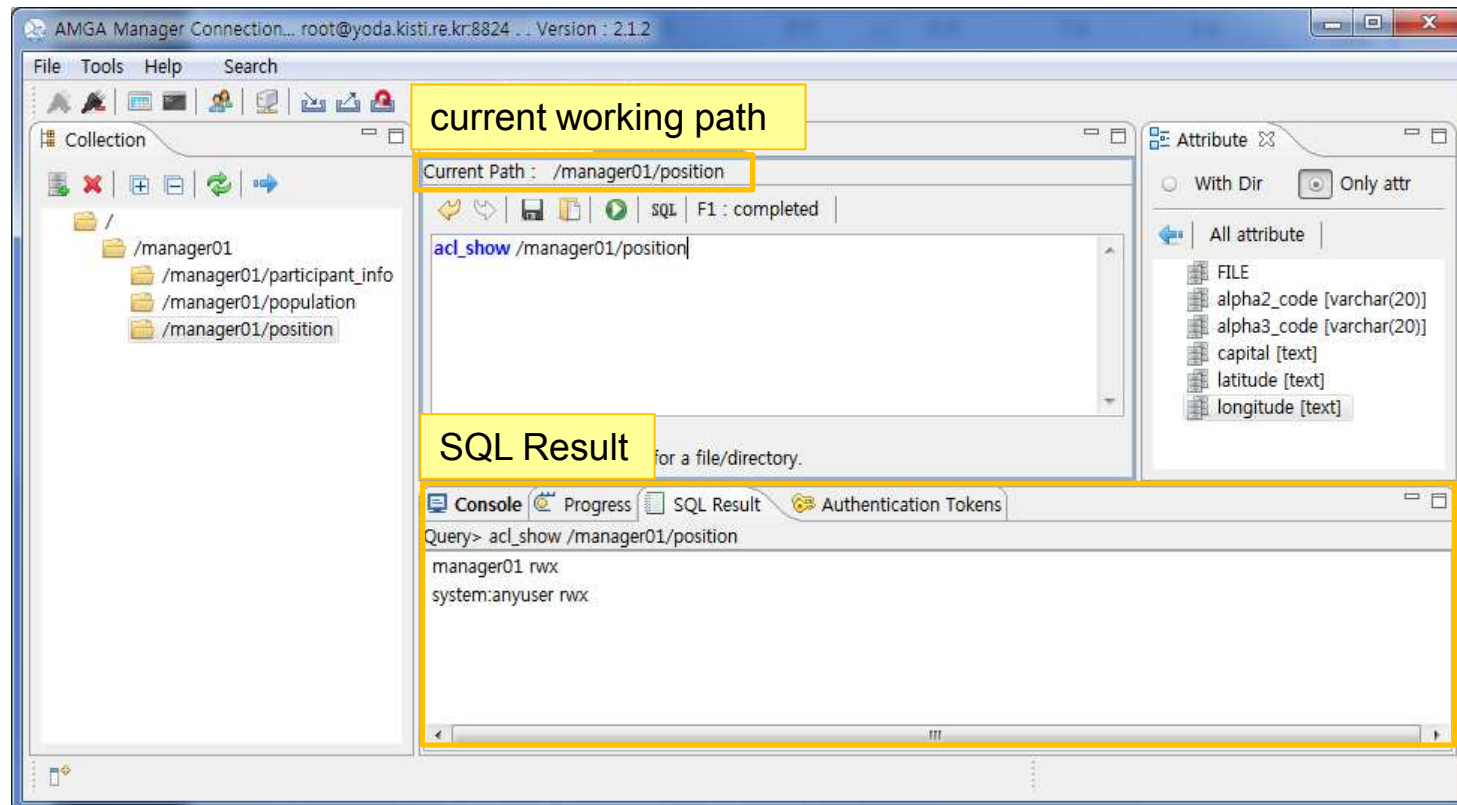 AMGA Manager Connection... root@yoda.kisti.re.kr:8824 . . Version : 2.1.2
File Tools Help Search
current working path
Collection
Attribute
Current Path : /manager01/position
With Dir Only attr
SQL F1 : completed
All attribute
/
/manager01
/manager01/participant_info
/manager01/population
/manager01/position
acl_show /manager01/position
FILE
alpha2_code [varchar(20)]
alpha3_code [varchar(20)]
capital [text]
latitude [text]
longitude [text]
SQL Result
for a file/directory.
Console Progress SQL Result Authentication Tokens
Query> acl_show /manager01/position
manager01 rwx
system:anyuser rwx